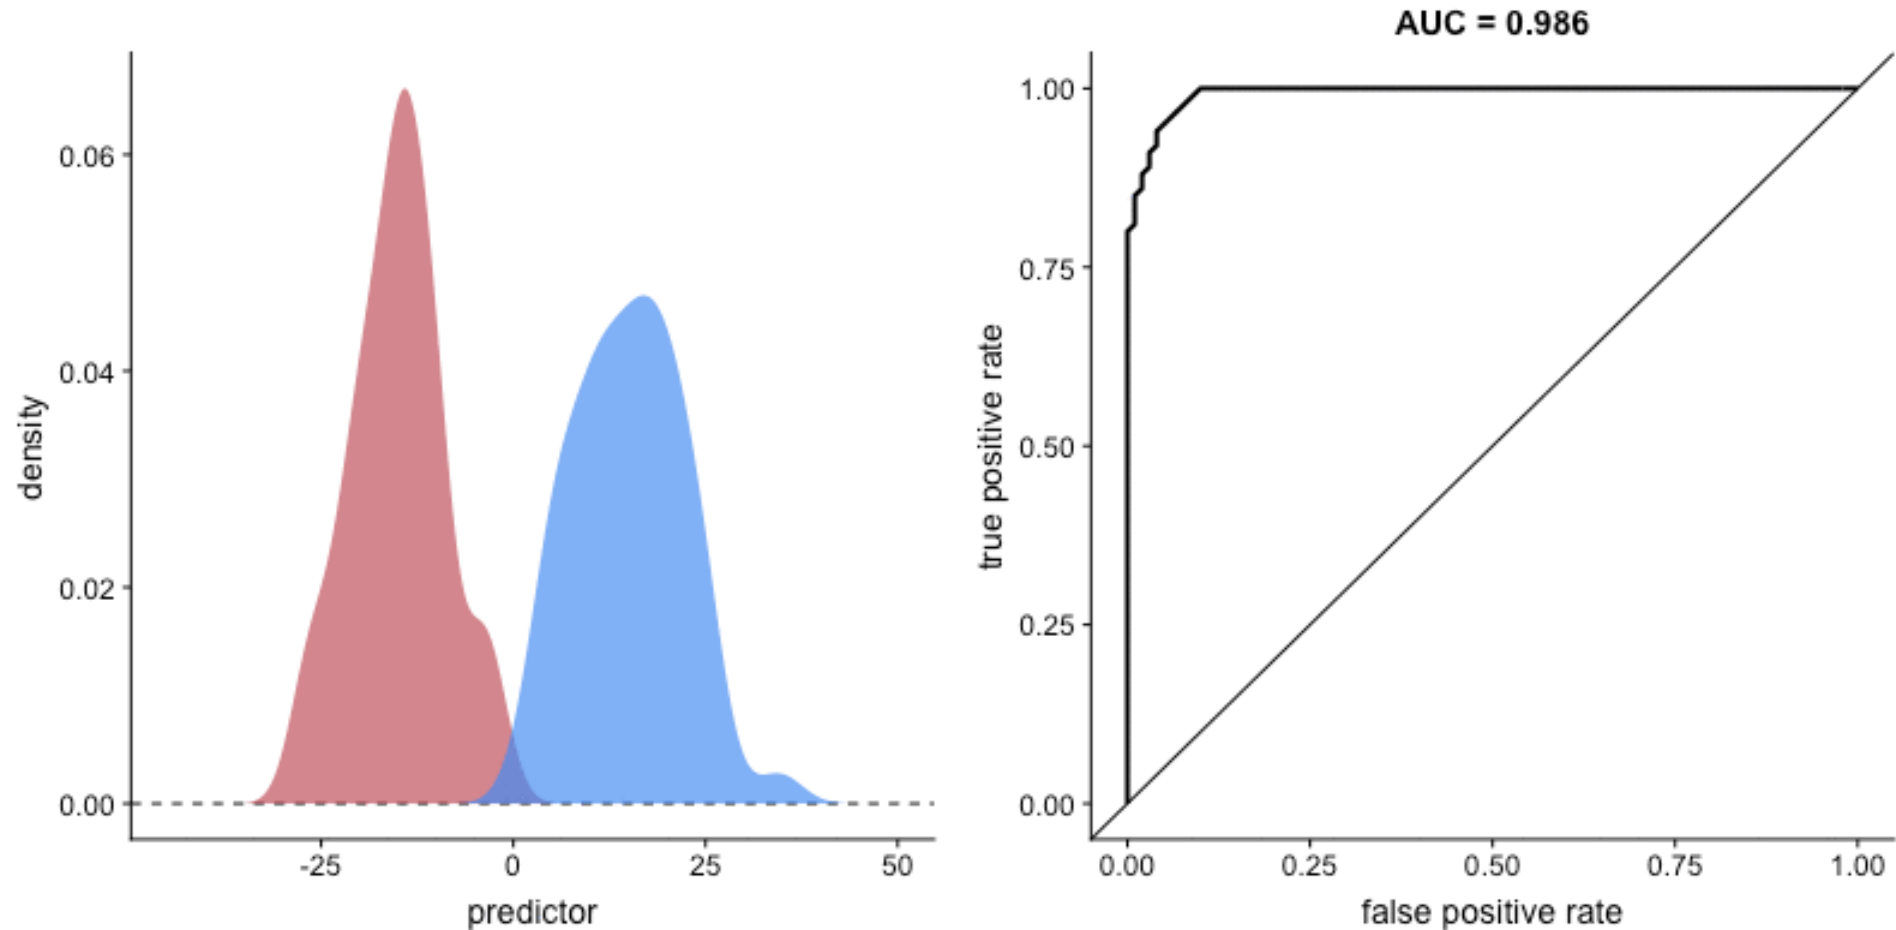 density
0.06
0.04
0.02
0.00
-25 0 25 50
predictor
AUC = 0.986
true positive rate
1.00
0.75
0.50
0.25
0.00
0.00 0.25 0.50 0.75 1.00
false positive rate